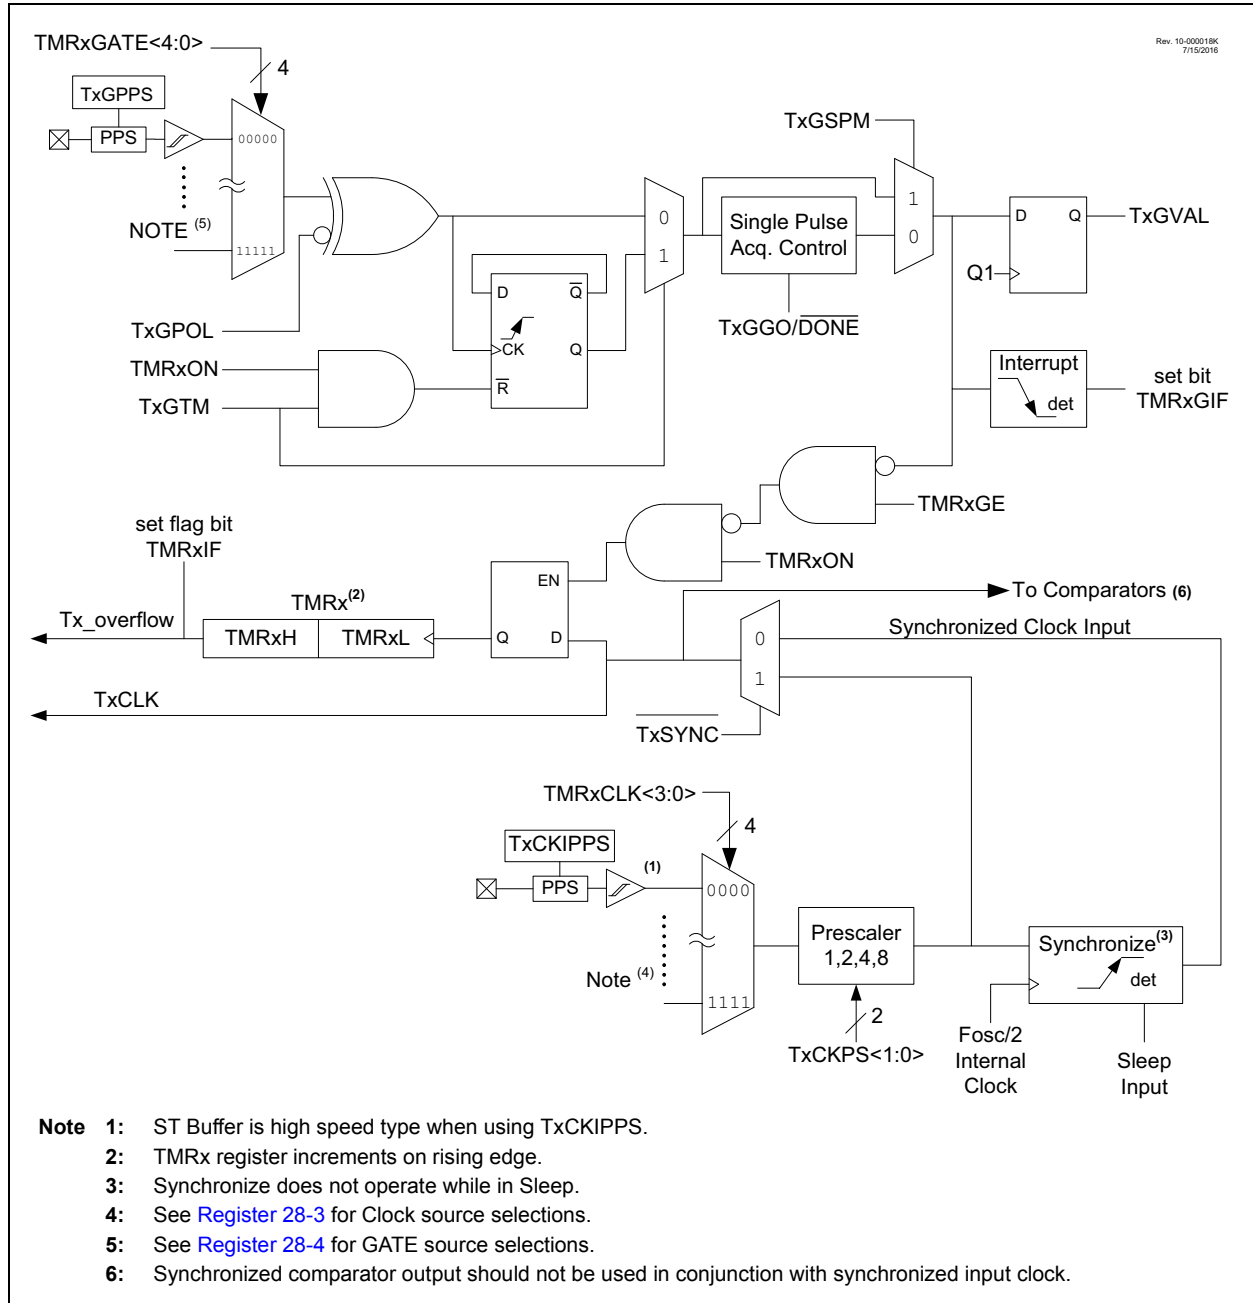 TMRxGATE<4:0>
Rev. 10-000018K
7/15/2016
4
TxGPPS
PPS
00000
NOTE (5)
11111
TxGPOL
TMRxON
TxGTM
D
Q
CK
Q
R
0
1
TxGSPM
Single Pulse
Acq. Control
TxGGO/DONE
1
0
D
Q
Q1
TxGVAL
Interrupt
det
set bit
TMRxGIF
TMRxGE
TMRxON
set flag bit
TMRxIF
Tx_overflow
TMRx(2)
TMRxH
TMRxL
EN
Q
D
TxCLK
To Comparators (6)
Synchronized Clock Input
0
1
TxSYNC
TMRxCLK<3:0>
4
TxCKIPPS
PPS
(1)
0000
Note (4)
1111
Prescaler
1,2,4,8
2
TxCKPS<1:0>
Synchronize(3)
det
Fosc/2
Internal
Clock
Sleep
Input
Note 1: ST Buffer is high speed type when using TxCKIPPS.
2: TMRx register increments on rising edge.
3: Synchronize does not operate while in Sleep.
4: See Register 28-3 for Clock source selections.
5: See Register 28-4 for GATE source selections.
6: Synchronized comparator output should not be used in conjunction with synchronized input clock.